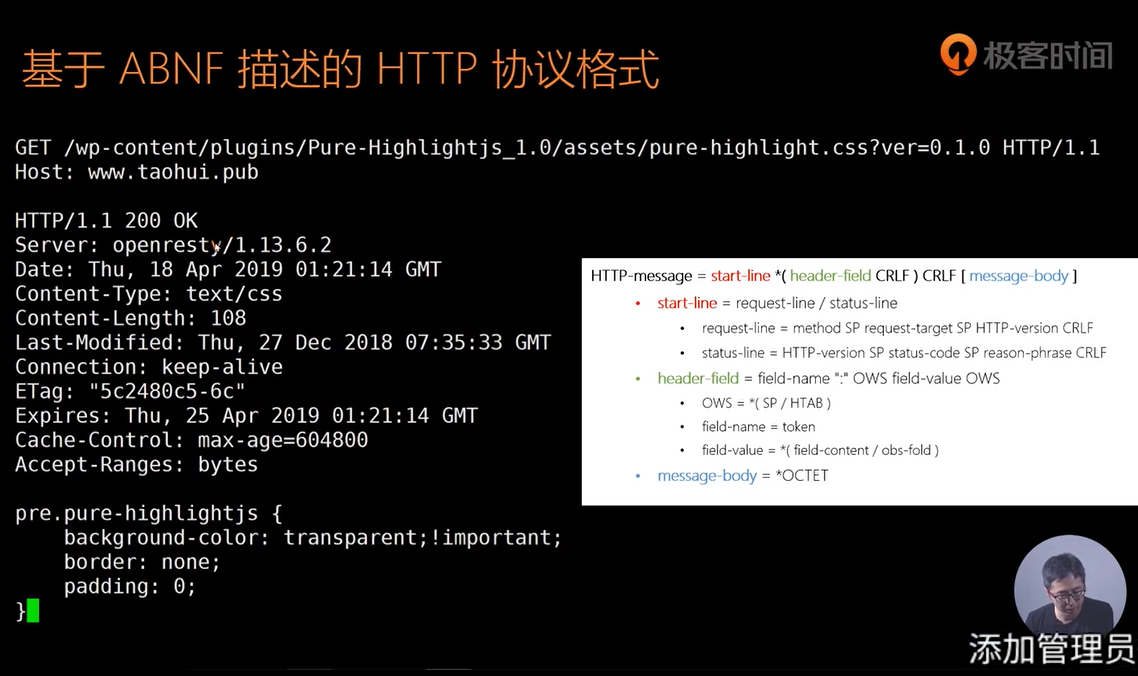 基于 ABNF 描述的 HTTP 协议格式
极客时间
GET /wp-content/plugins/Pure-Highlightjs_1.0/assets/pure-highlight.css?ver=0.1.0 HTTP/1.1
Host: www.taohui.pub
HTTP/1.1 200 OK
Server: openresty/1.13.6.2
Date: Thu, 18 Apr 2019 01:21:14 GMT
Content-Type: text/css
Content-Length: 108
Last-Modified: Thu, 27 Dec 2018 07:35:33 GMT
Connection: keep-alive
ETag: "5c2480c5-6c"
Expires: Thu, 25 Apr 2019 01:21:14 GMT
Cache-Control: max-age=604800
Accept-Ranges: bytes
pre.pure-highlightjs {
    background-color: transparent;!important;
    border: none;
    padding: 0;
}
HTTP-message = start-line *( header-field CRLF ) CRLF [ message-body ]
• start-line = request-line / status-line
• request-line = method SP request-target SP HTTP-version CRLF
• status-line = HTTP-version SP status-code SP reason-phrase CRLF
• header-field = field-name ":" OWS field-value OWS
• OWS = *( SP / HTAB )
• field-name = token
• field-value = *( field-content / obs-fold )
• message-body = *OCTET
添加管理员